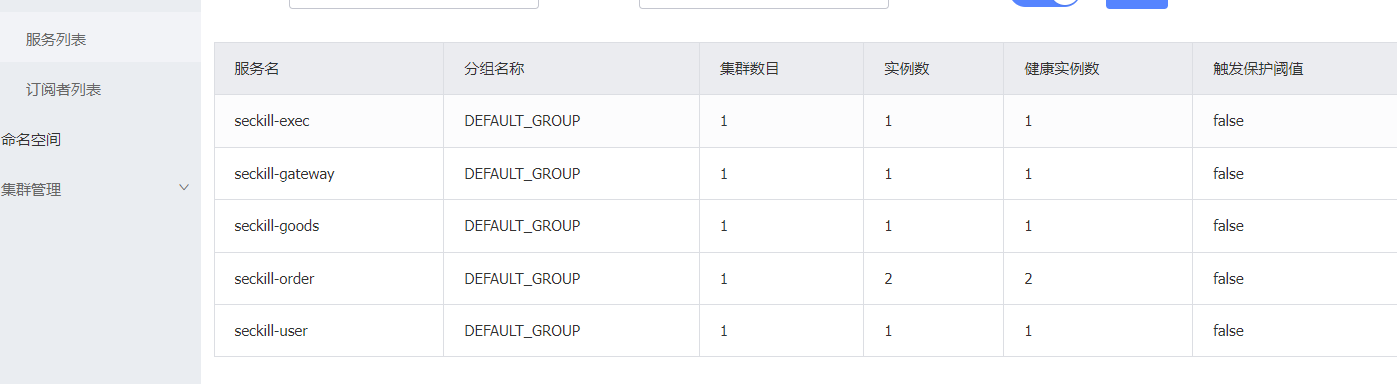 服务列表
订阅者列表
命名空间
集群管理
服务名 分组名称 集群数目 实例数 健康实例数 触发保护阈值
seckill-exec DEFAULT_GROUP 1 1 1 false
seckill-gateway DEFAULT_GROUP 1 1 1 false
seckill-goods DEFAULT_GROUP 1 1 1 false
seckill-order DEFAULT_GROUP 1 2 2 false
seckill-user DEFAULT_GROUP 1 1 1 false